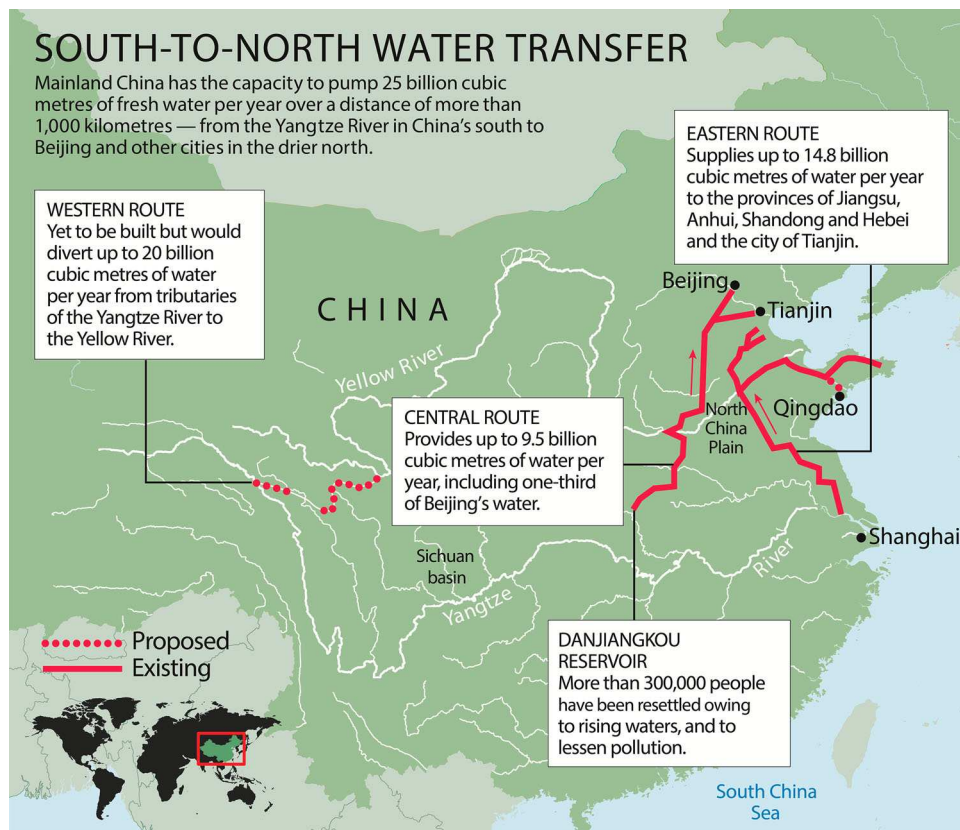 SOUTH-TO-NORTH WATER TRANSFER
Mainland China has the capacity to pump 25 billion cubic
metres of fresh water per year over a distance of more than
1,000 kilometres — from the Yangtze River in China's south to
Beijing and other cities in the drier north.
WESTERN ROUTE
Yet to be built but would
divert up to 20 billion
cubic metres of water
per year from tributaries
of the Yangtze River to
the Yellow River.
EASTERN ROUTE
Supplies up to 14.8 billion
cubic metres of water per year
to the provinces of Jiangsu,
Anhui, Shandong and Hebei
and the city of Tianjin.
CHINA
Beijing
Tianjin
Yellow River
CENTRAL ROUTE
Provides up to 9.5 billion
cubic metres of water per
year, including one-third
of Beijing's water.
North
China
Plain
Qingdao
Shanghai
Sichuan
basin
Yangtze
River
Proposed
Existing
DANJIANGKOU
RESERVOIR
More than 300,000 people
have been resettled owing
to rising waters, and to
lessen pollution.
South China
Sea